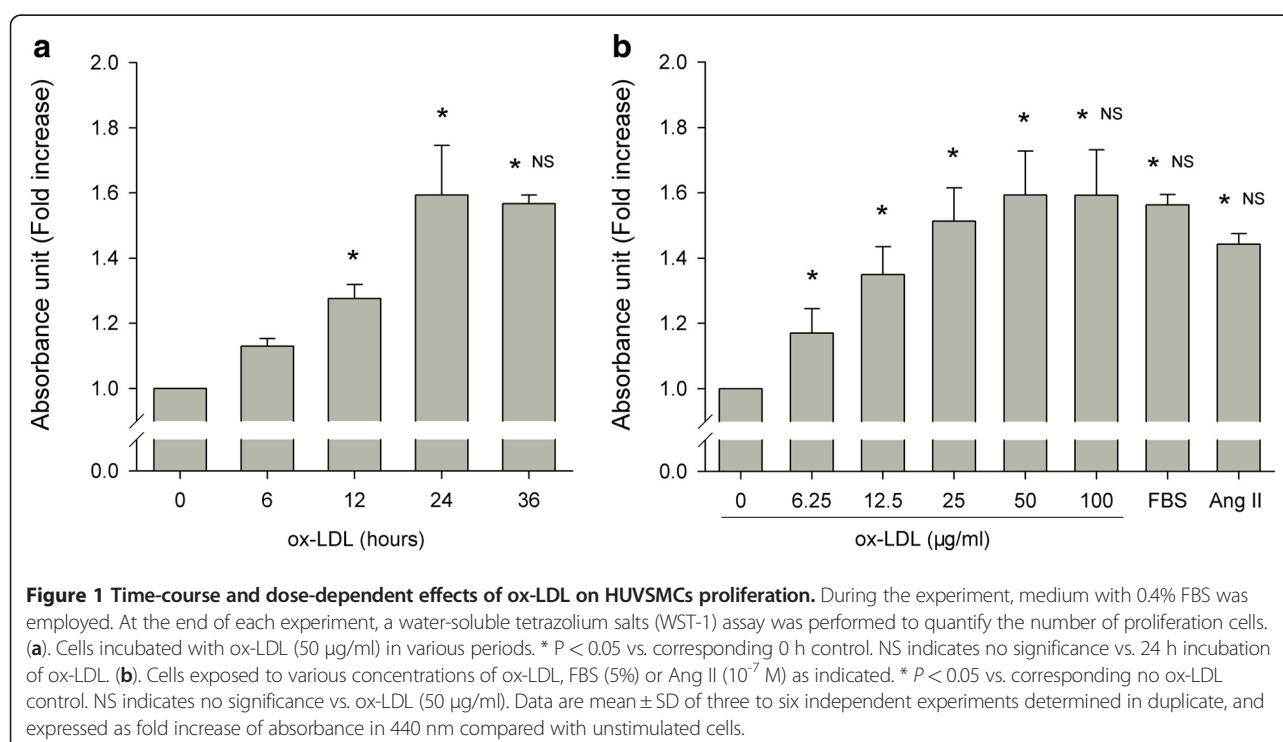 a
2.0
1.8
1.6
1.4
1.2
1.0
0.0
Absorbance unit (Fold increase)
*
*
* NS
0 6 12 24 36
ox-LDL (hours)
b
2.0
1.8
1.6
1.4
1.2
1.0
0.0
Absorbance unit (Fold increase)
*
*
*
*
* NS
* NS
* NS
0 6.25 12.5 25 50 100 FBS Ang II
ox-LDL (µg/ml)
Figure 1 Time-course and dose-dependent effects of ox-LDL on HUVSMCs proliferation. During the experiment, medium with 0.4% FBS was
employed. At the end of each experiment, a water-soluble tetrazolium salts (WST-1) assay was performed to quantify the number of proliferation cells.
(a). Cells incubated with ox-LDL (50 µg/ml) in various periods. * P < 0.05 vs. corresponding 0 h control. NS indicates no significance vs. 24 h incubation
of ox-LDL. (b). Cells exposed to various concentrations of ox-LDL, FBS (5%) or Ang II (10⁻⁷ M) as indicated. * P < 0.05 vs. corresponding no ox-LDL
control. NS indicates no significance vs. ox-LDL (50 µg/ml). Data are mean ± SD of three to six independent experiments determined in duplicate, and
expressed as fold increase of absorbance in 440 nm compared with unstimulated cells.